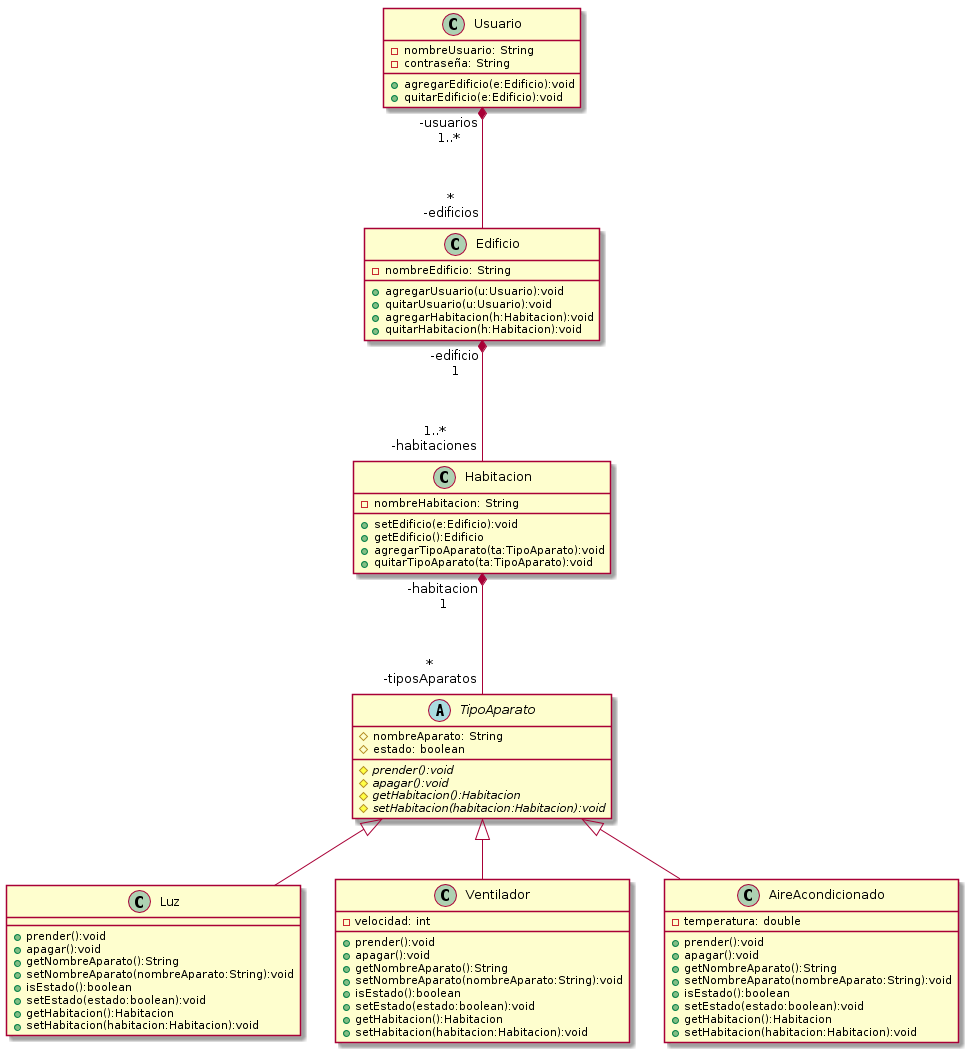 C Usuario
nombreUsuario: String
contraseña: String
agregarEdificio(e:Edificio):void
quitarEdificio(e:Edificio):void
-usuarios
1..*
*
-edificios
C Edificio
nombreEdificio: String
agregarUsuario(u:Usuario):void
quitarUsuario(u:Usuario):void
agregarHabitacion(h:Habitacion):void
quitarHabitacion(h:Habitacion):void
-edificio
1
1..*
-habitaciones
C Habitacion
nombreHabitacion: String
setEdificio(e:Edificio):void
getEdificio():Edificio
agregarTipoAparato(ta:TipoAparato):void
quitarTipoAparato(ta:TipoAparato):void
-habitacion
1
*
-tiposAparatos
A TipoAparato
nombreAparato: String
estado: boolean
prender():void
apagar():void
getHabitacion():Habitacion
setHabitacion(habitacion:Habitacion):void
C Luz
prender():void
apagar():void
getNombreAparato():String
setNombreAparato(nombreAparato:String):void
isEstado():boolean
setEstado(estado:boolean):void
getHabitacion():Habitacion
setHabitacion(habitacion:Habitacion):void
C Ventilador
velocidad: int
prender():void
apagar():void
getNombreAparato():String
setNombreAparato(nombreAparato:String):void
isEstado():boolean
setEstado(estado:boolean):void
getHabitacion():Habitacion
setHabitacion(habitacion:Habitacion):void
C AireAcondicionado
temperatura: double
prender():void
apagar():void
getNombreAparato():String
setNombreAparato(nombreAparato:String):void
isEstado():boolean
setEstado(estado:boolean):void
getHabitacion():Habitacion
setHabitacion(habitacion:Habitacion):void